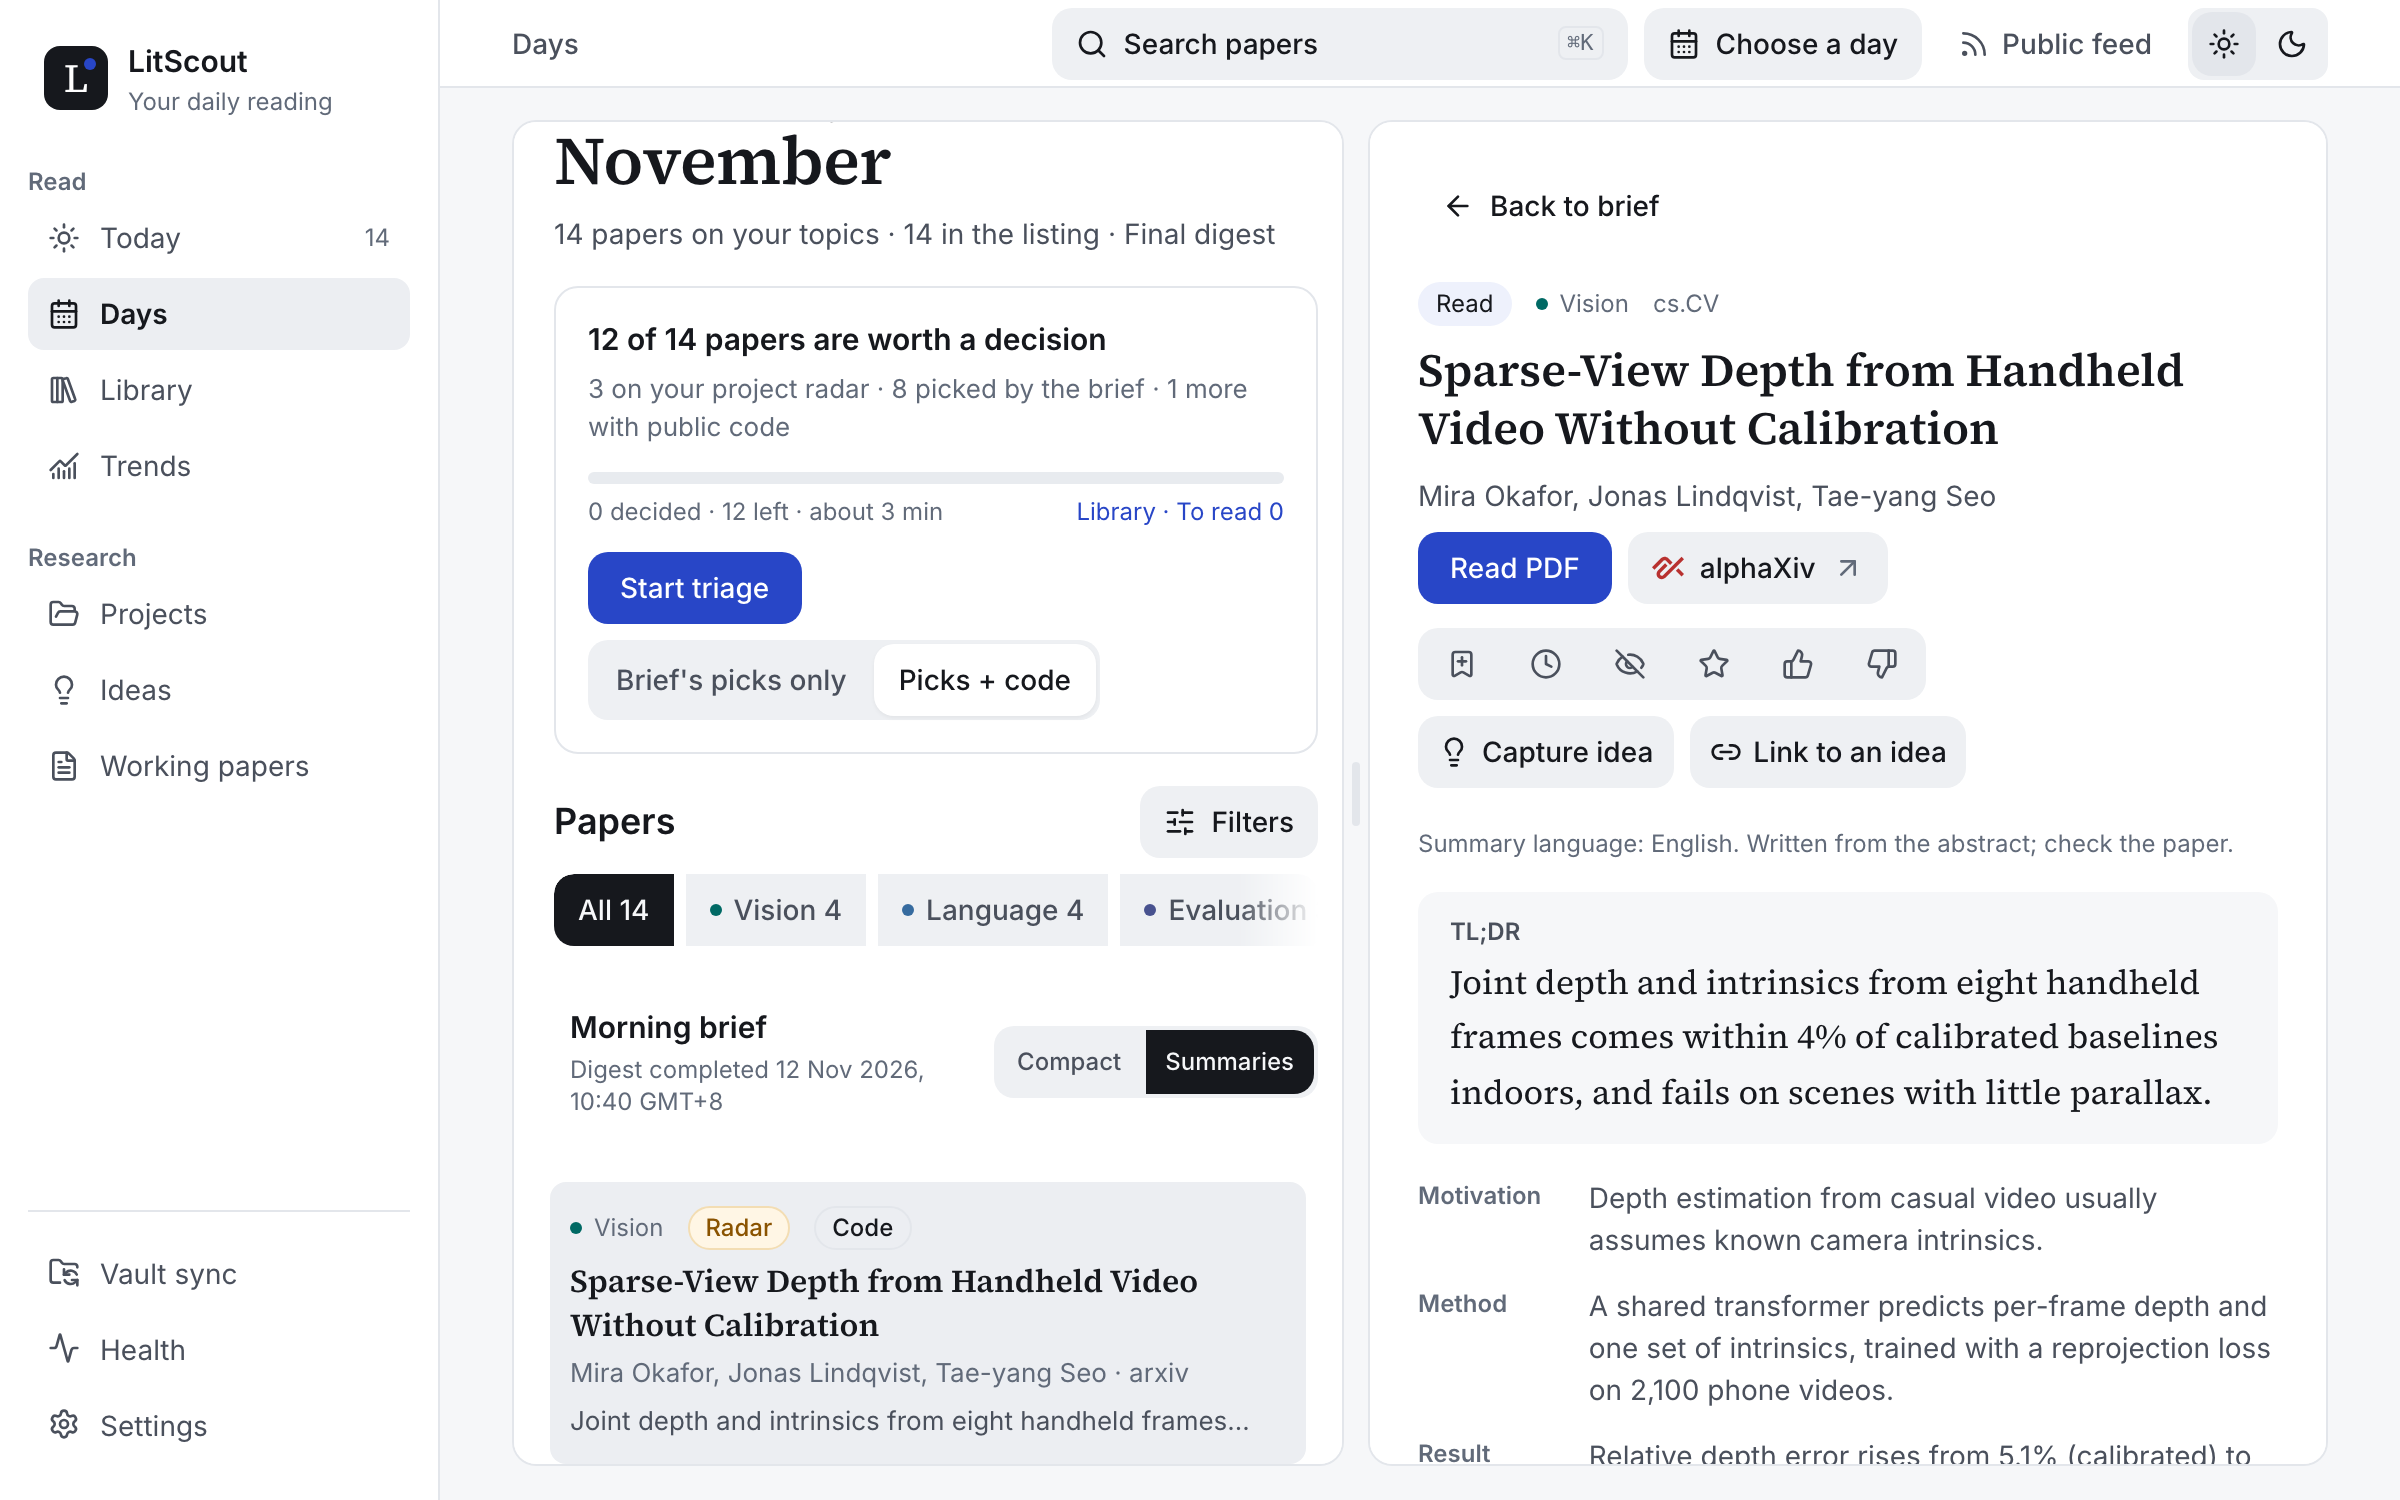 L
LitScout
Your daily reading
Read
Today 14
Days
Library
Trends
Research
Projects
Ideas
Working papers
Vault sync
Health
Settings
Days
Search papers
⌘K
Choose a day
Public feed
November
14 papers on your topics · 14 in the listing · Final digest
12 of 14 papers are worth a decision
3 on your project radar · 8 picked by the brief · 1 more
with public code
0 decided · 12 left · about 3 min
Library · To read 0
Start triage
Brief's picks only
Picks + code
Papers
Filters
All 14
Vision 4
Language 4
Evaluation
Morning brief
Digest completed 12 Nov 2026,
10:40 GMT+8
Compact
Summaries
Vision
Radar
Code
Sparse-View Depth from Handheld Video
Without Calibration
Mira Okafor, Jonas Lindqvist, Tae-yang Seo · arxiv
Joint depth and intrinsics from eight handheld frames...
Back to brief
Read
Vision
cs.CV
Sparse-View Depth from Handheld
Video Without Calibration
Mira Okafor, Jonas Lindqvist, Tae-yang Seo
Read PDF
alphaXiv
Capture idea
Link to an idea
Summary language: English. Written from the abstract; check the paper.
TL;DR
Joint depth and intrinsics from eight handheld
frames comes within 4% of calibrated baselines
indoors, and fails on scenes with little parallax.
Motivation
Depth estimation from casual video usually
assumes known camera intrinsics.
Method
A shared transformer predicts per-frame depth and
one set of intrinsics, trained with a reprojection loss
on 2,100 phone videos.
Result
Relative depth error rises from 5.1% (calibrated) to